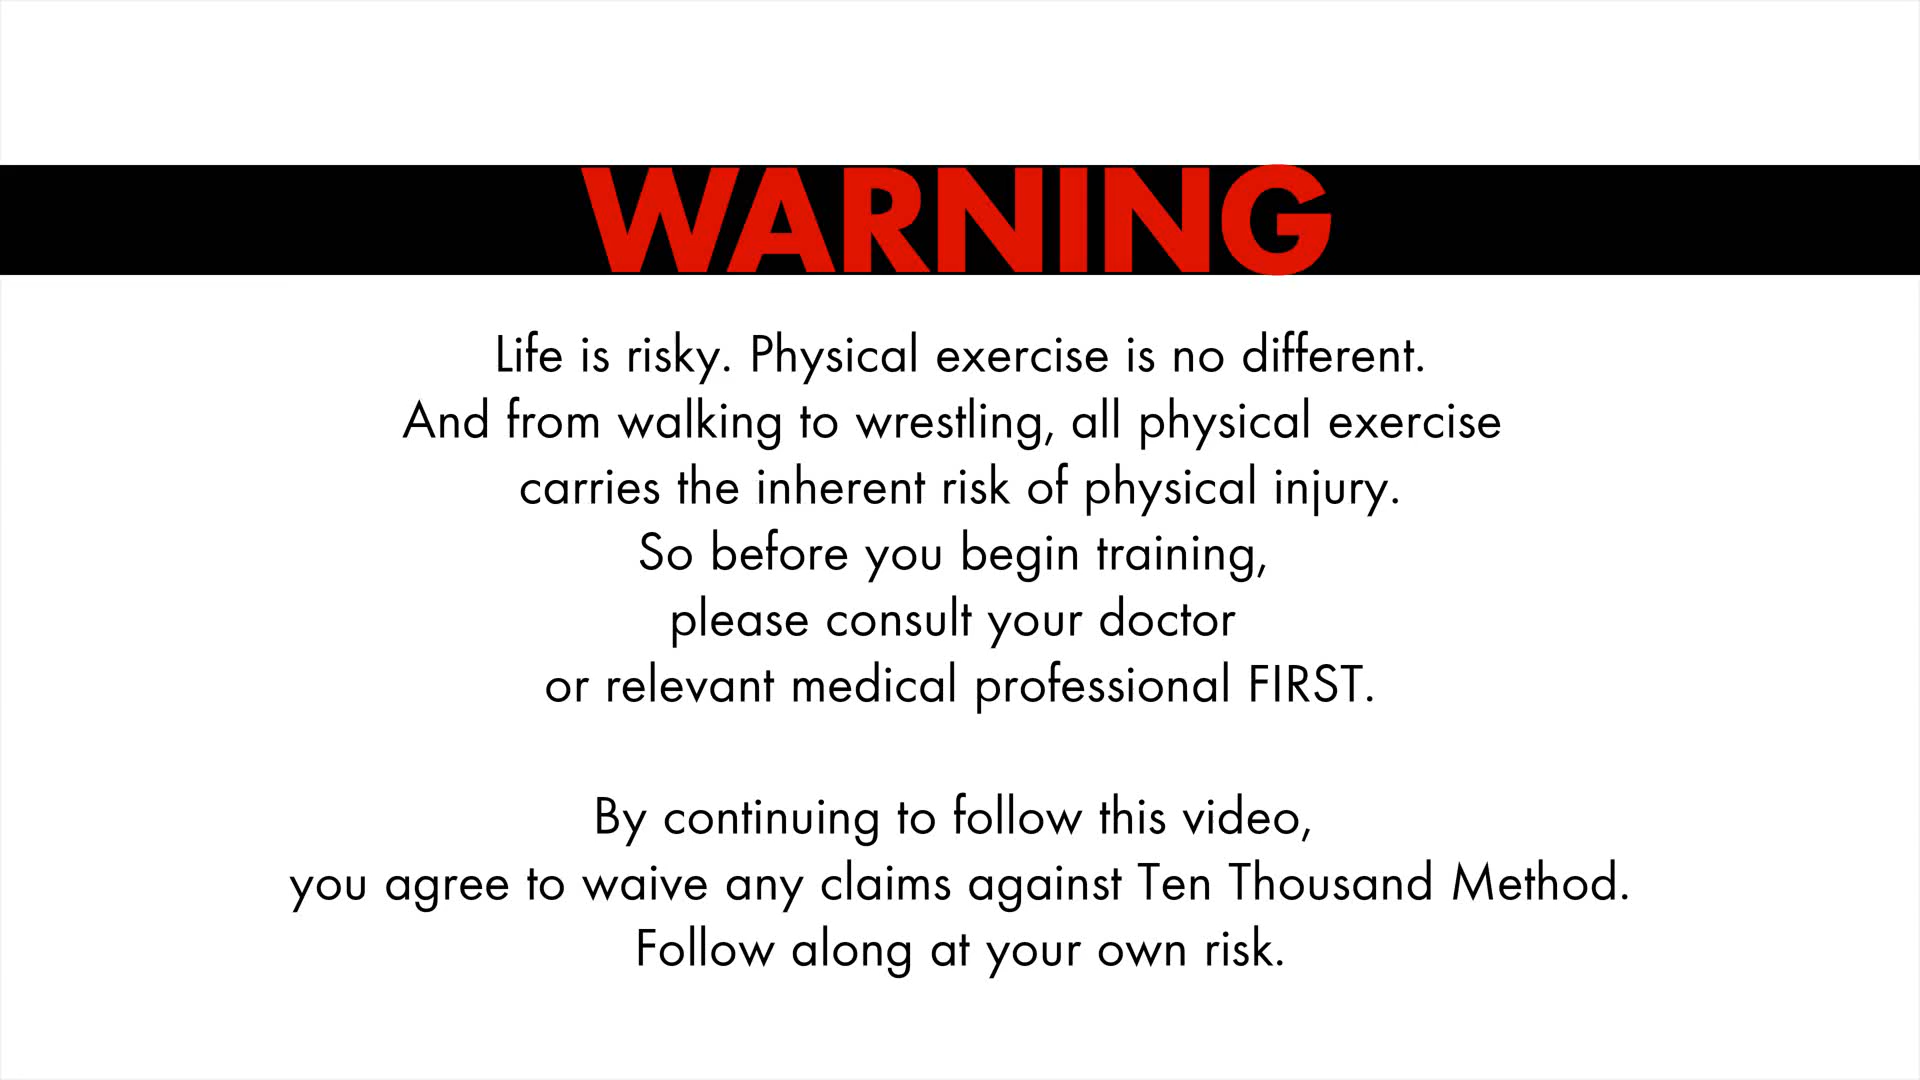 WARNING
Life is risky. Physical exercise is no different.
And from walking to wrestling, all physical exercise
carries the inherent risk of physical injury.
So before you begin training,
please consult your doctor
or relevant medical professional FIRST.
By continuing to follow this video,
you agree to waive any claims against Ten Thousand Method.
Follow along at your own risk.